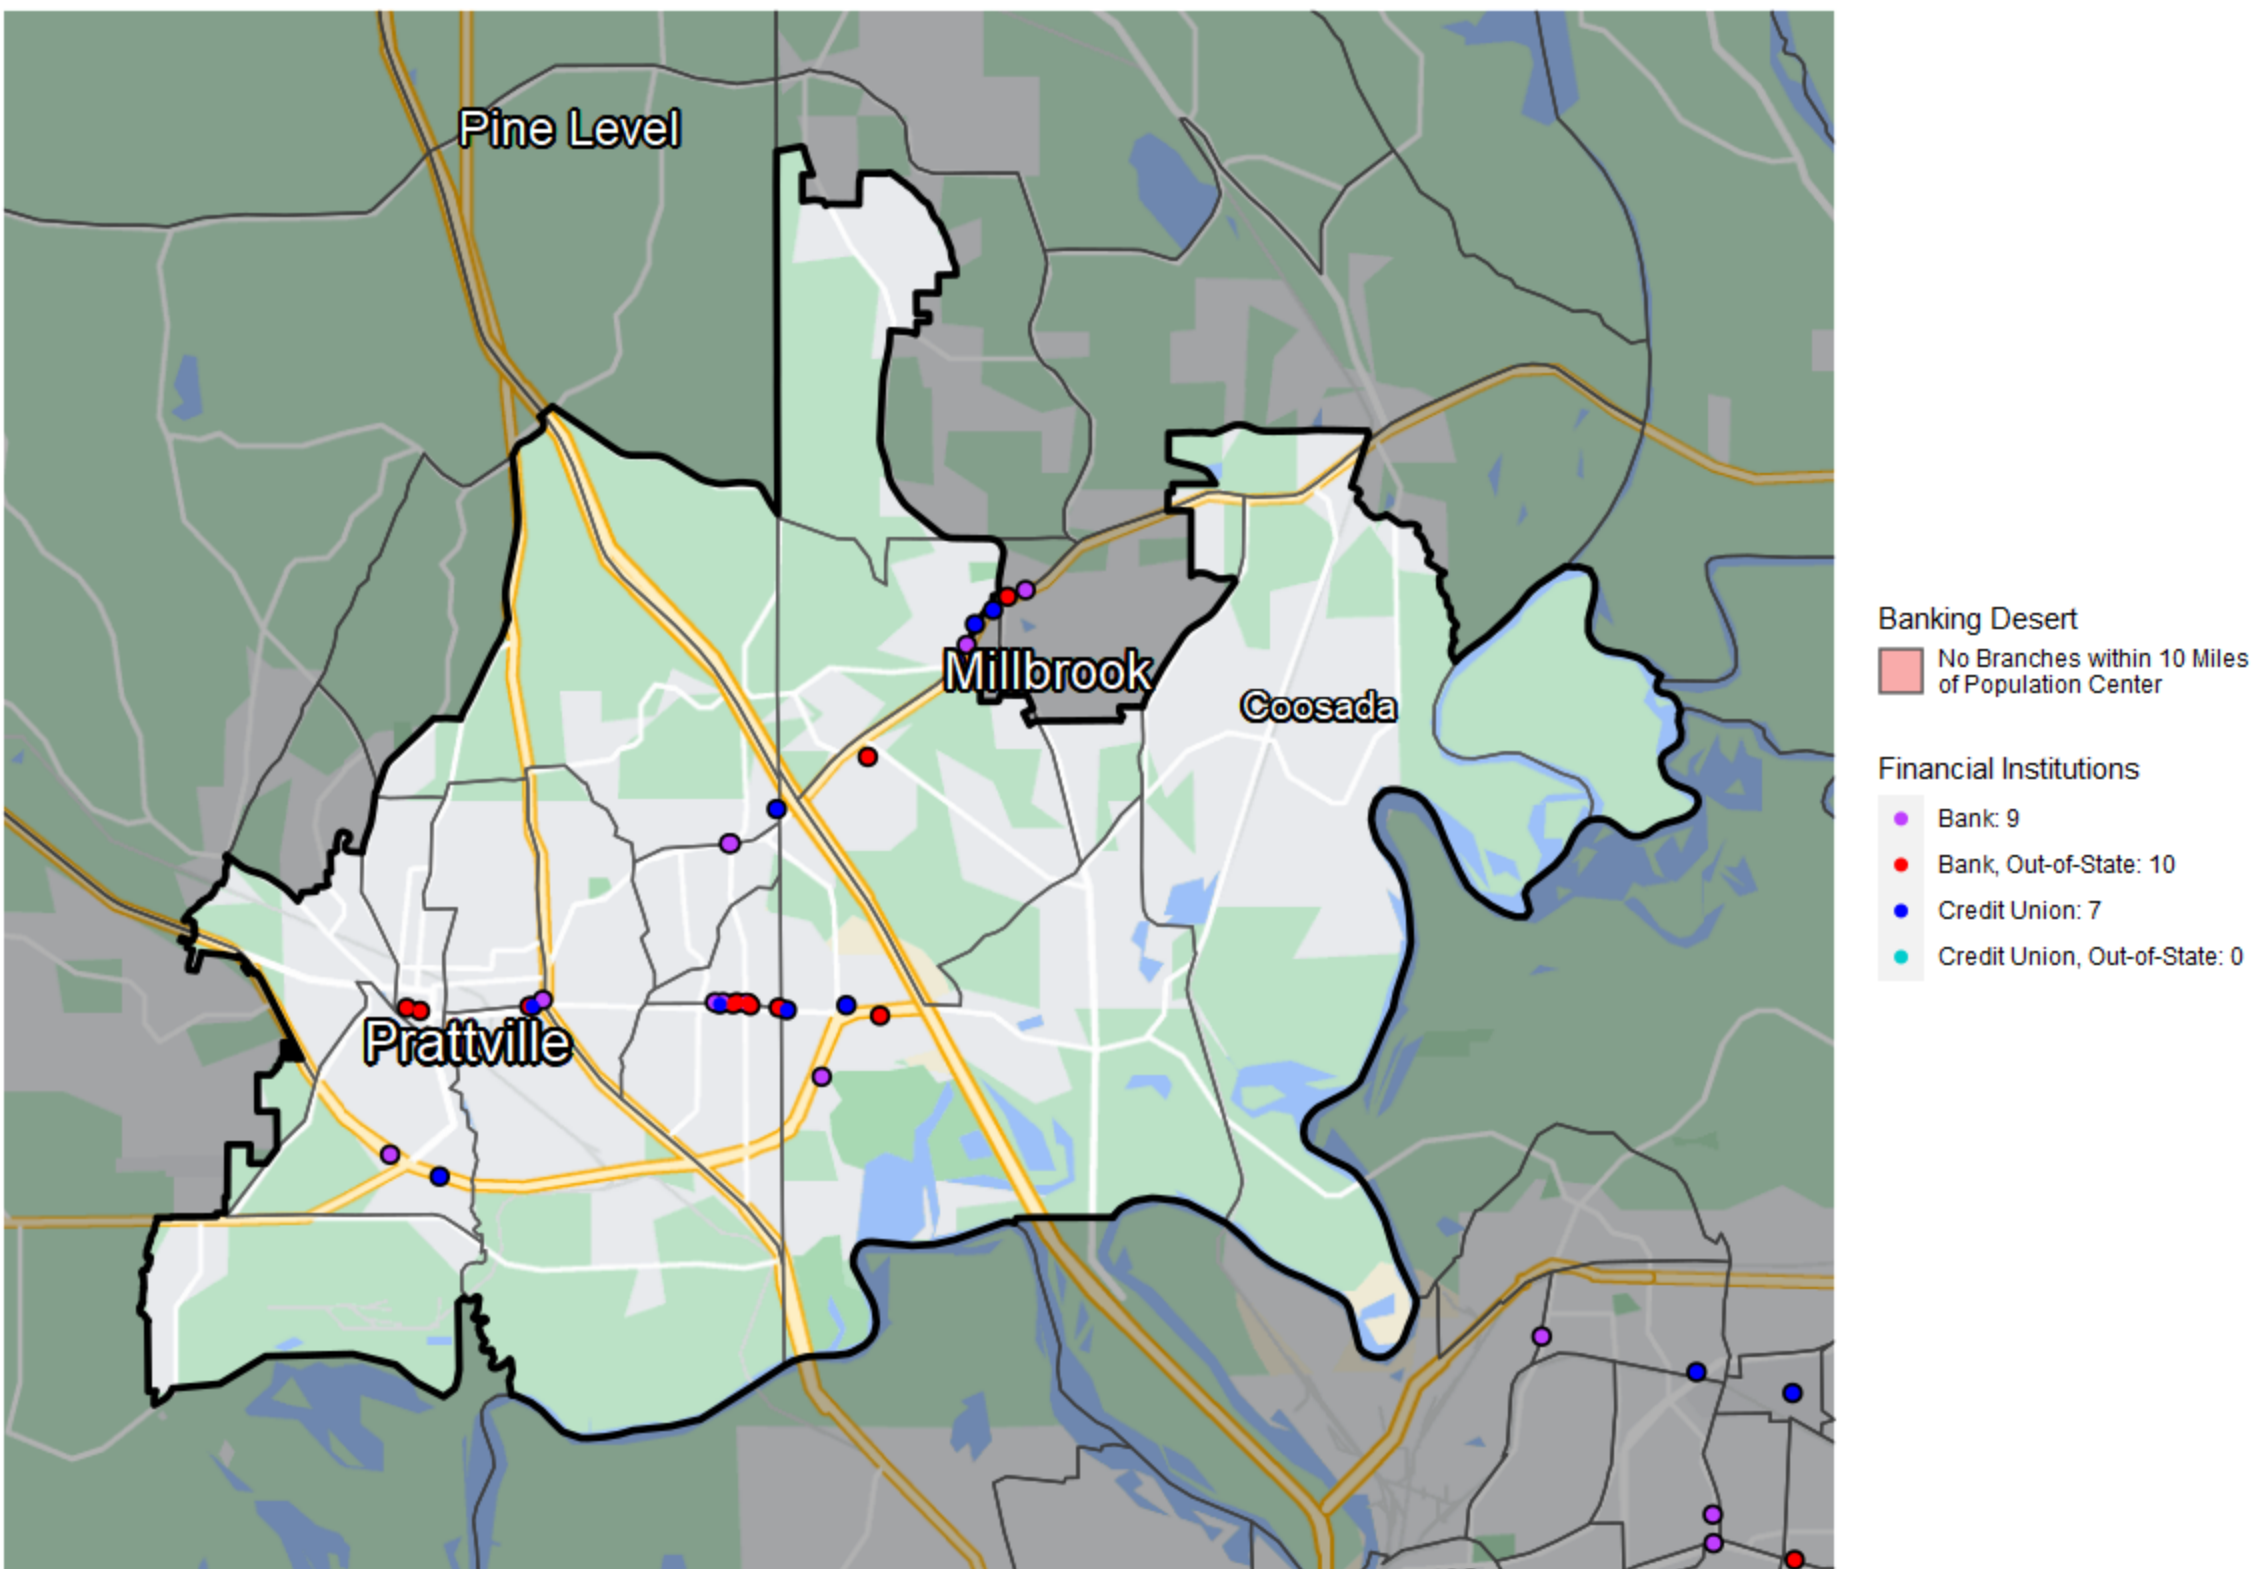 Pine Level
Millbrook
Coosada
Prattville
Banking Desert
No Branches within 10 Miles
of Population Center
Financial Institutions
Bank: 9
Bank, Out-of-State: 10
Credit Union: 7
Credit Union, Out-of-State: 0